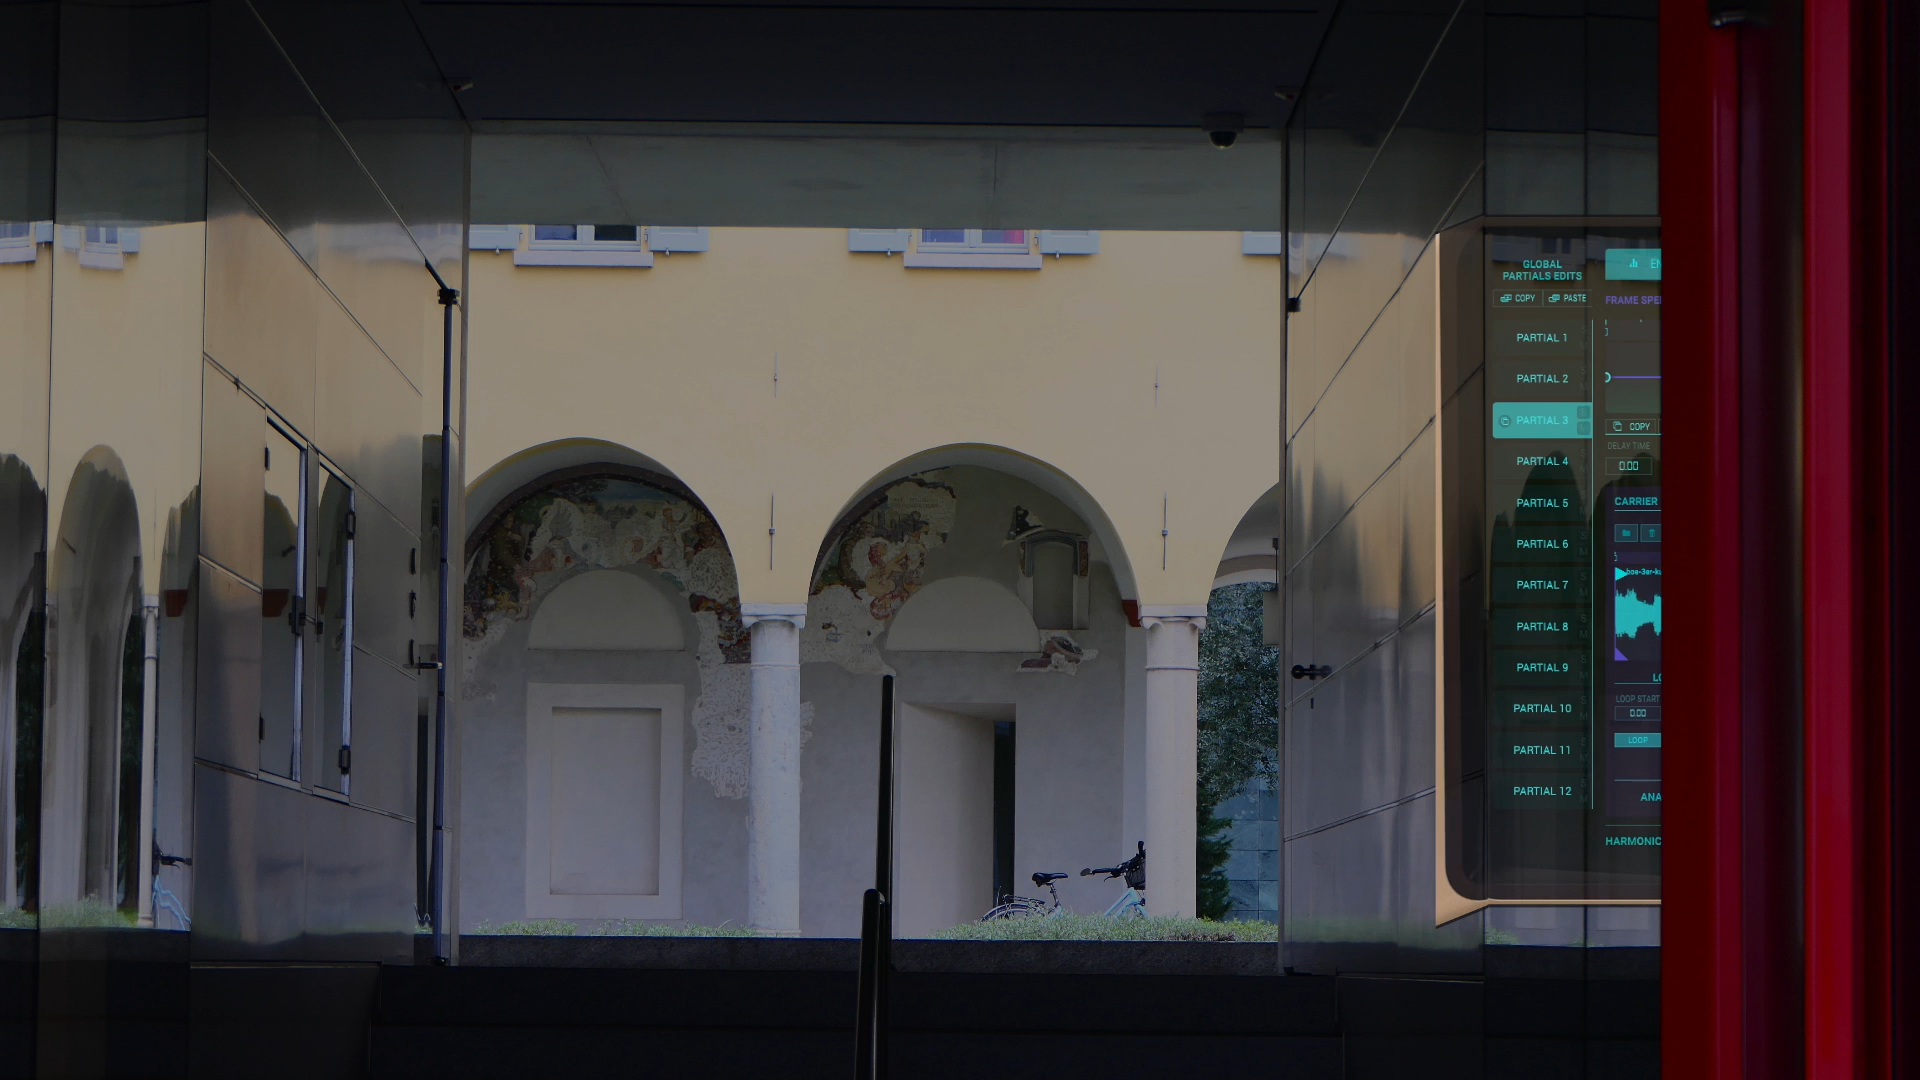 GLOBAL
PARTIALS EDITS
COPY PASTE
PARTIAL 1
PARTIAL 2
PARTIAL 3
PARTIAL 4
PARTIAL 5
PARTIAL 6
PARTIAL 7
PARTIAL 8
PARTIAL 9
PARTIAL 10
PARTIAL 11
PARTIAL 12
EN
FRAME SPE
COPY
DELAY TIME
0.00
CARRIER
LO
LOOP START
0.00
LOOP
ANA
HARMONIC